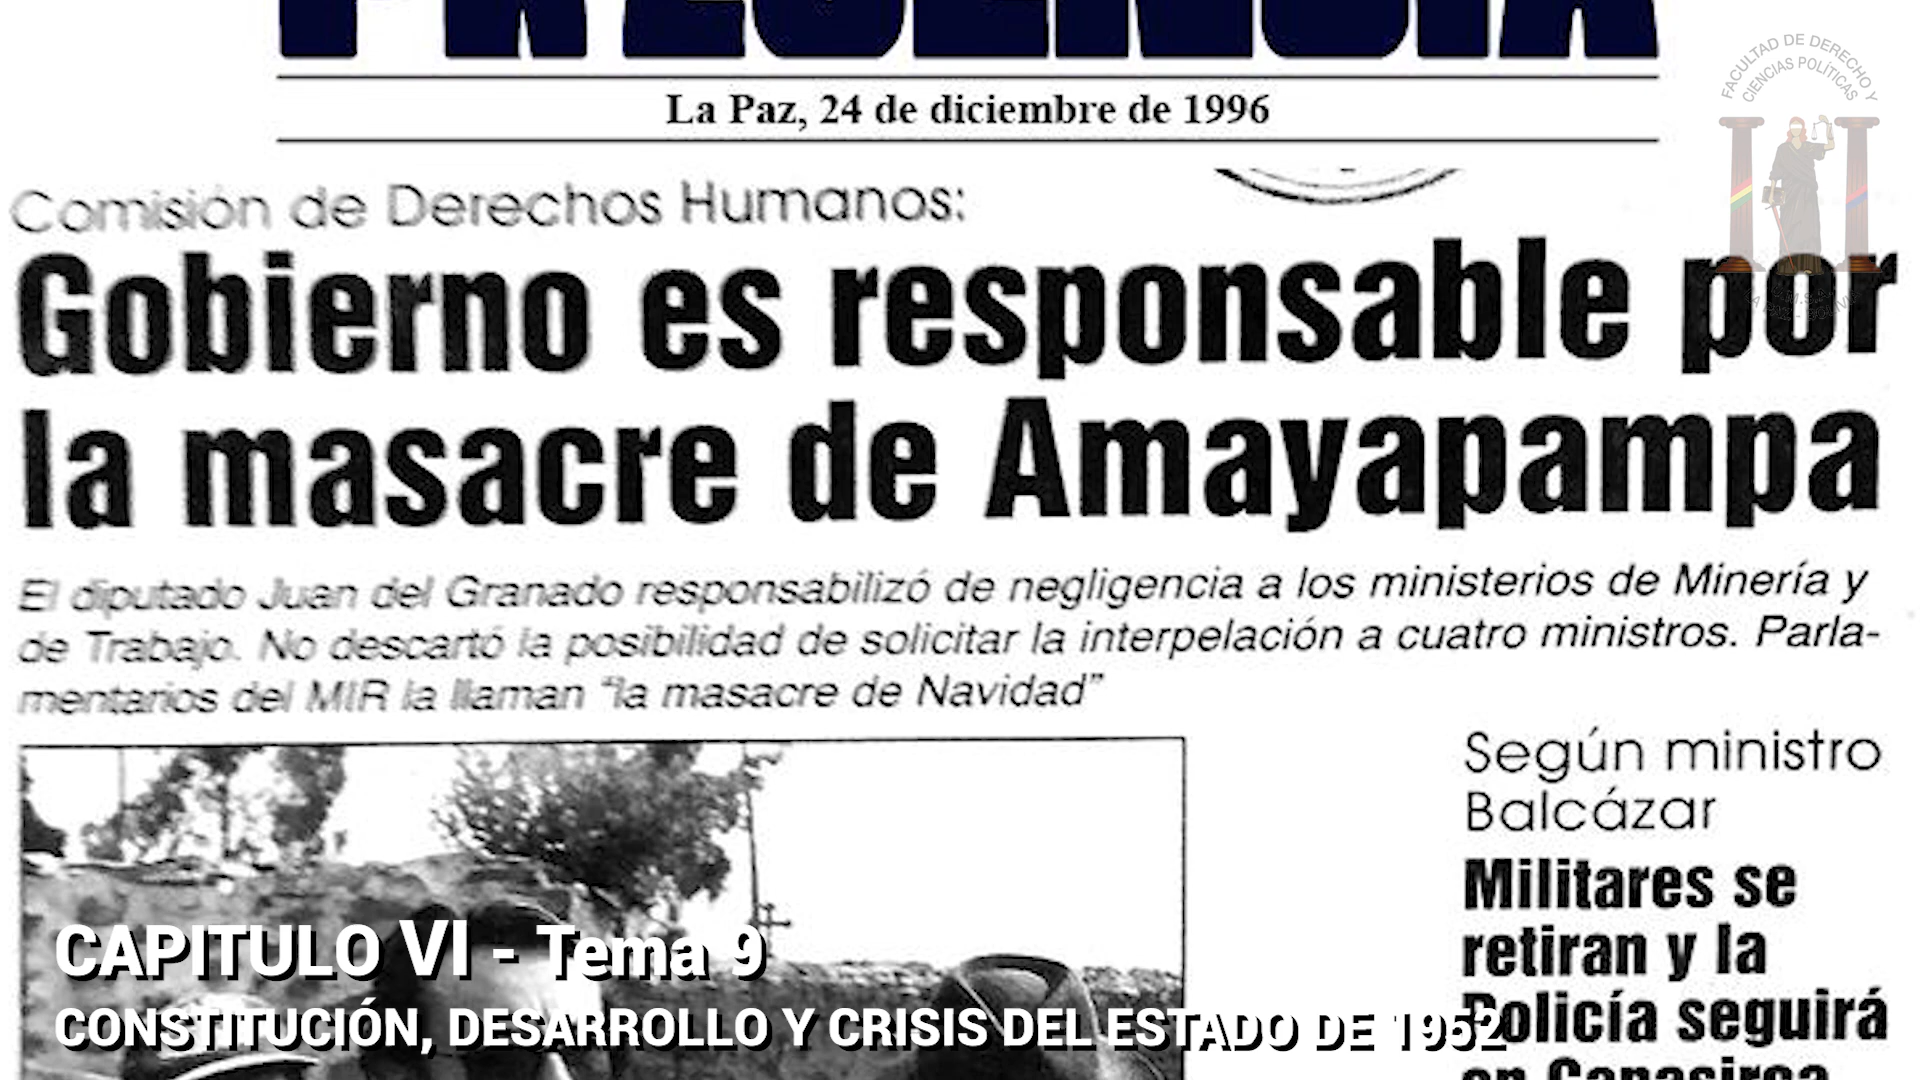 PRESENCIA
La Paz, 24 de diciembre de 1996
FACULTAD DE DERECHO Y
CIENCIAS POLÍTICAS
Comisión de Derechos Humanos:
Gobierno es responsable por
la masacre de Amayapampa
El diputado Juan del Granado responsabilizó de negligencia a los ministerios de Minería y
de Trabajo. No descartó la posibilidad de solicitar la interpelación a cuatro ministros. Parla-
mentarios del MIR la llaman “la masacre de Navidad”
Según ministro
Balcázar
Militares se
retiran y la
Policía seguirá
en Capasirca
CAPITULO VI - Tema 9
CONSTITUCIÓN, DESARROLLO Y CRISIS DEL ESTADO DE 1952